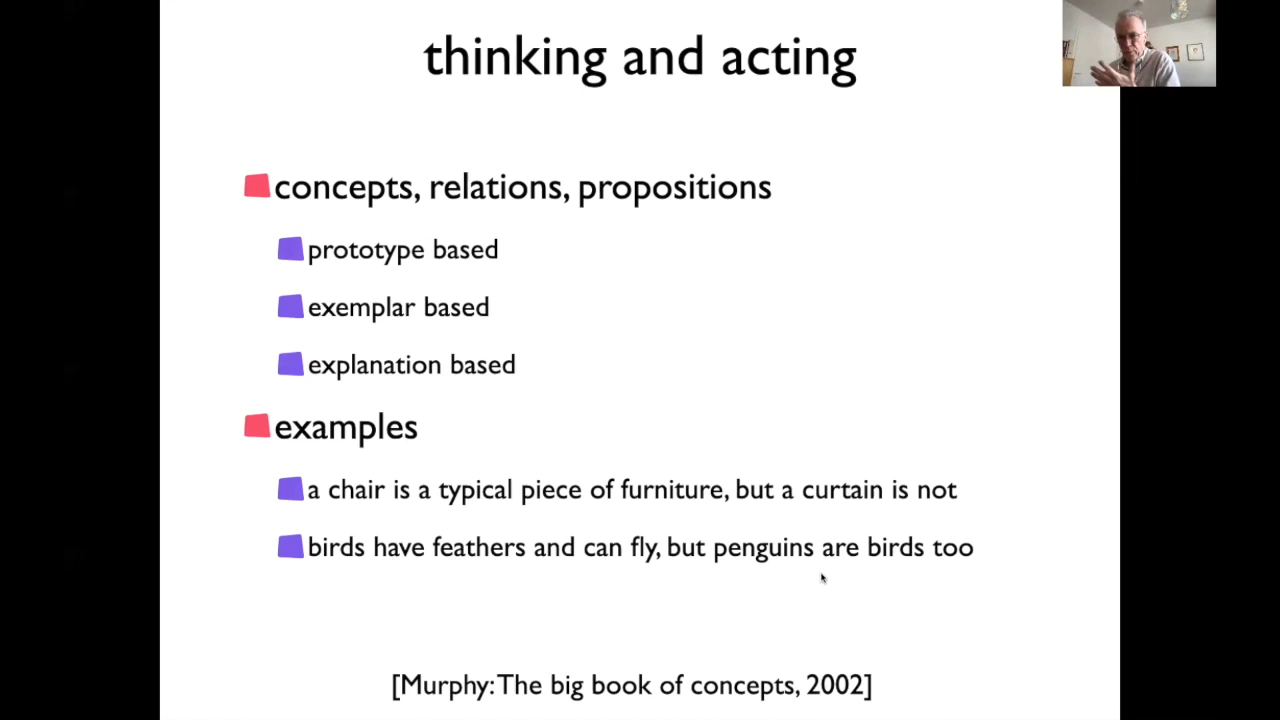 thinking and acting
concepts, relations, propositions
prototype based
exemplar based
explanation based
examples
a chair is a typical piece of furniture, but a curtain is not
birds have feathers and can fly, but penguins are birds too
[Murphy: The big book of concepts, 2002]